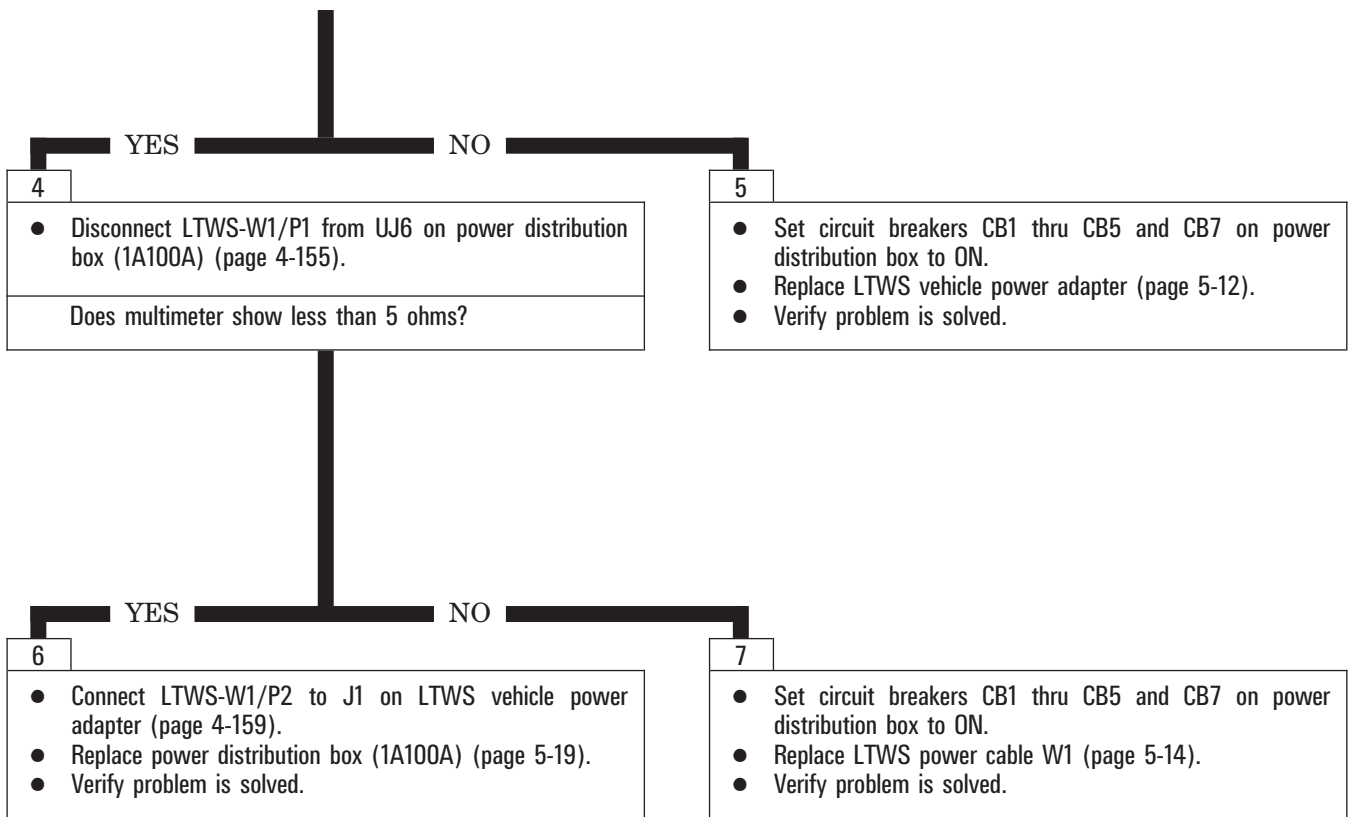 YES
NO
4
● Disconnect LTWS-W1/P1 from UJ6 on power distribution
box (1A100A) (page 4-155).
Does multimeter show less than 5 ohms?
5
● Set circuit breakers CB1 thru CB5 and CB7 on power
distribution box to ON.
● Replace LTWS vehicle power adapter (page 5-12).
● Verify problem is solved.
YES
NO
6
● Connect LTWS-W1/P2 to J1 on LTWS vehicle power
adapter (page 4-159).
● Replace power distribution box (1A100A) (page 5-19).
● Verify problem is solved.
7
● Set circuit breakers CB1 thru CB5 and CB7 on power
distribution box to ON.
● Replace LTWS power cable W1 (page 5-14).
● Verify problem is solved.